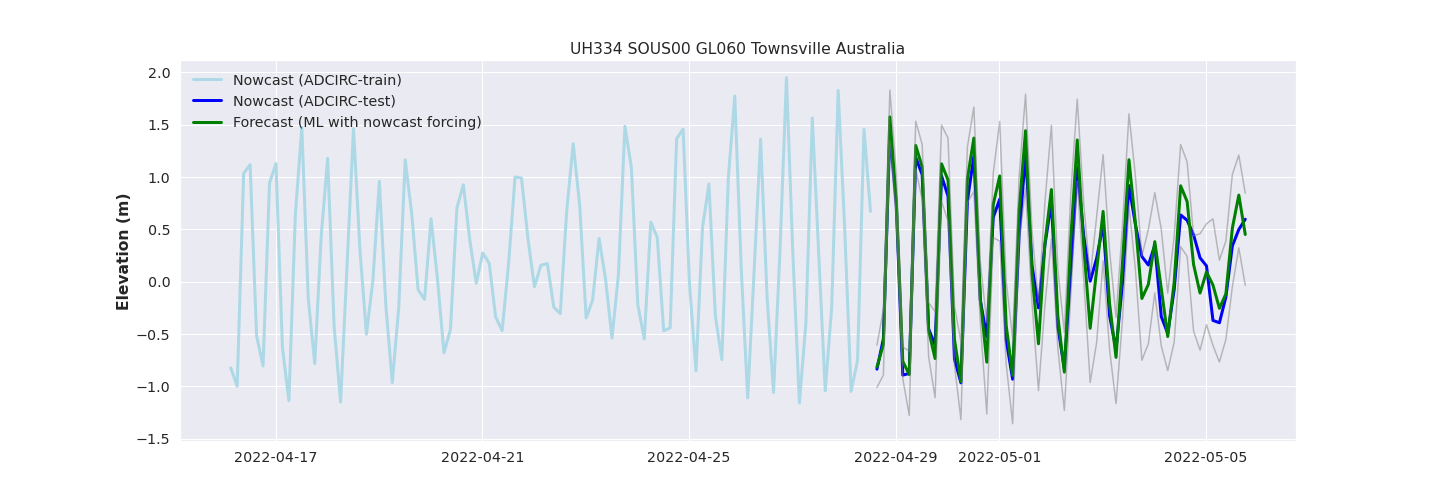 UH334 SOUS00 GL060 Townsville Australia
Nowcast (ADCIRC-train)
Nowcast (ADCIRC-test)
Forecast (ML with nowcast forcing)
Elevation (m)
2.0
1.5
1.0
0.5
0.0
−0.5
−1.0
−1.5
2022-04-17 2022-04-21 2022-04-25 2022-04-29 2022-05-01 2022-05-05